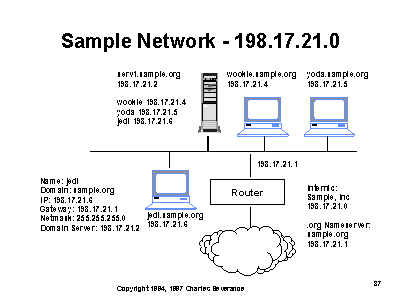 Sample Network - 198.17.21.0
serv1.sample.org
198.17.21.2
wookie 198.17.21.4
yoda 198.17.21.5
jedi 198.17.21.6
wookie.sample.org
198.17.21.4
yoda.sample.org
198.17.21.5
198.17.21.1
Name: jedi
Domain: sample.org
IP: 198.17.21.6
Gateway: 198.17.21.1
Netmask: 255.255.255.0
Domain Server: 198.17.21.2
jedi.sample.org
198.17.21.6
Router
Internic:
Sample, Inc
198.17.21.0
.org Nameserver:
sample.org
198.17.21.1
Copyright 1994, 1997 Charles Severance
87